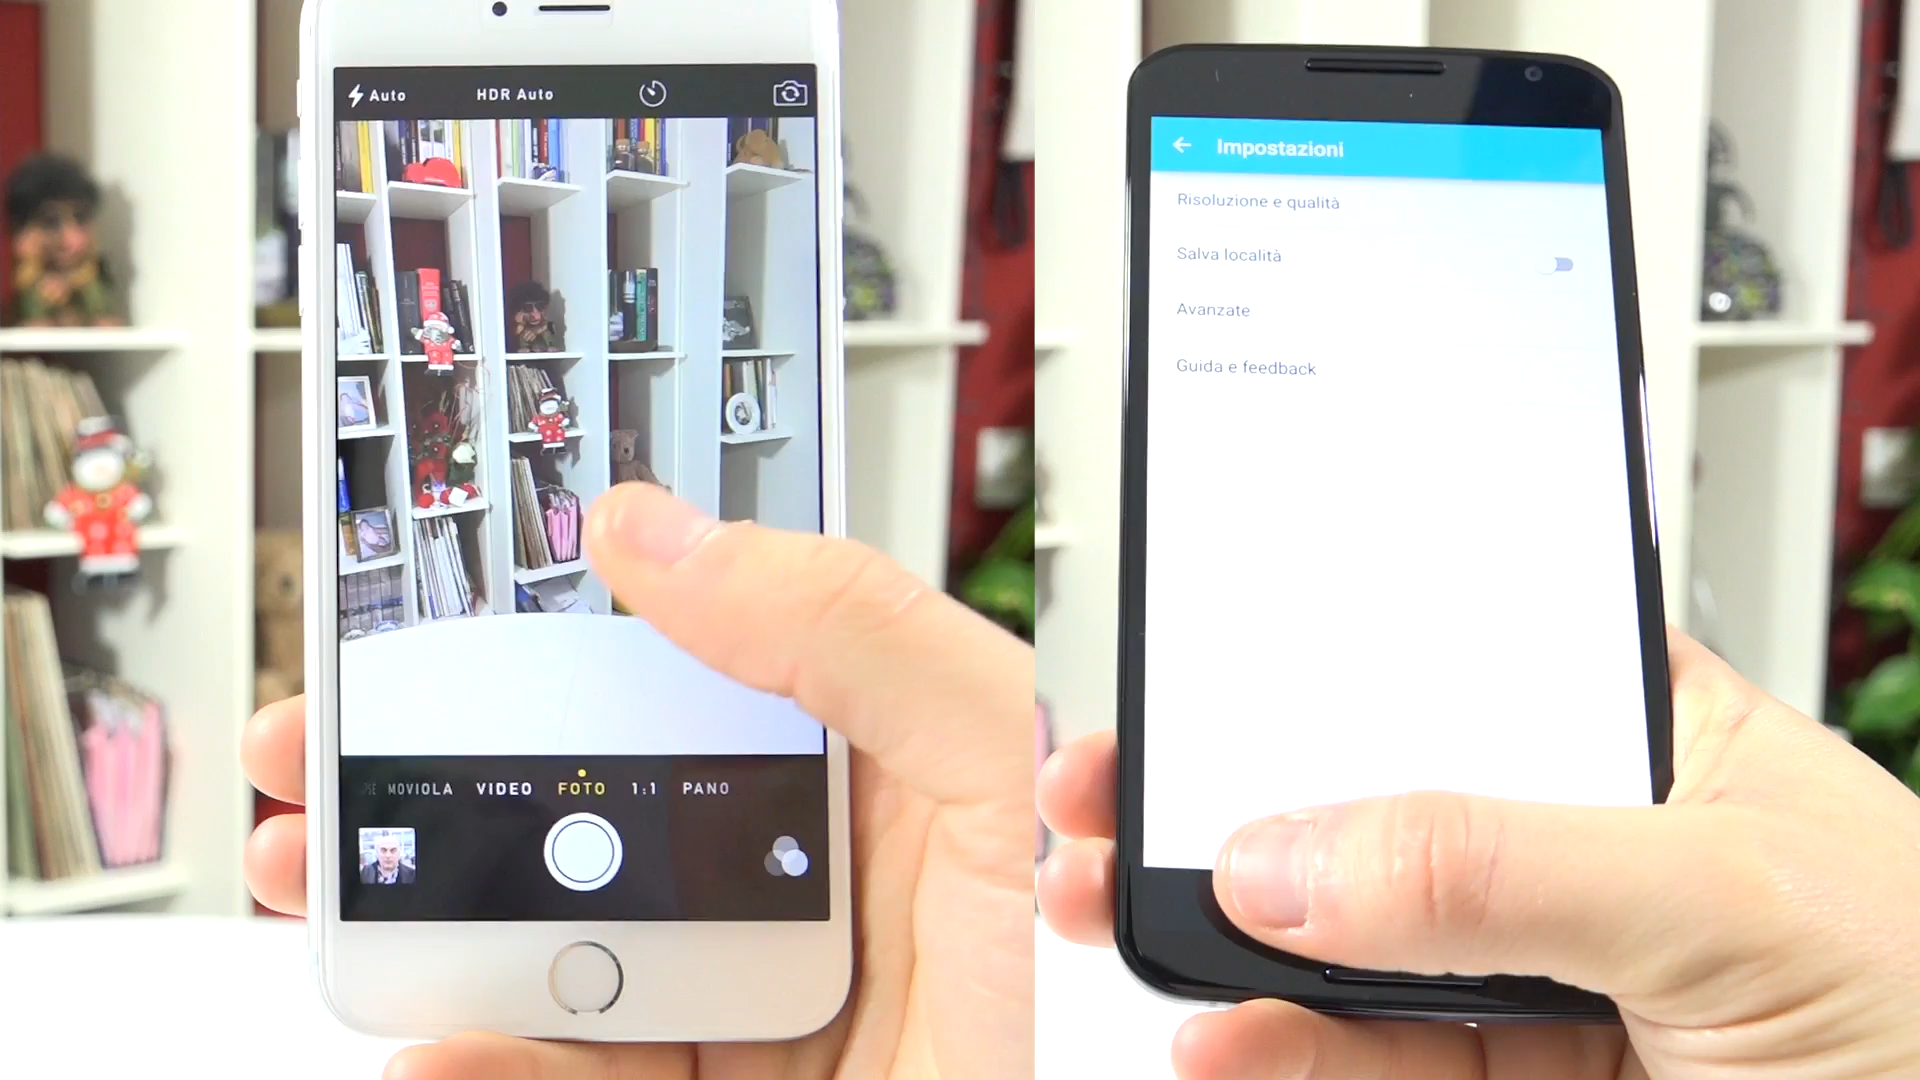 Auto
HDR Auto
MOVIOLA VIDEO FOTO 1:1 PANO
Impostazioni
Risoluzione e qualità
Salva località
Avanzate
Guida e feedback